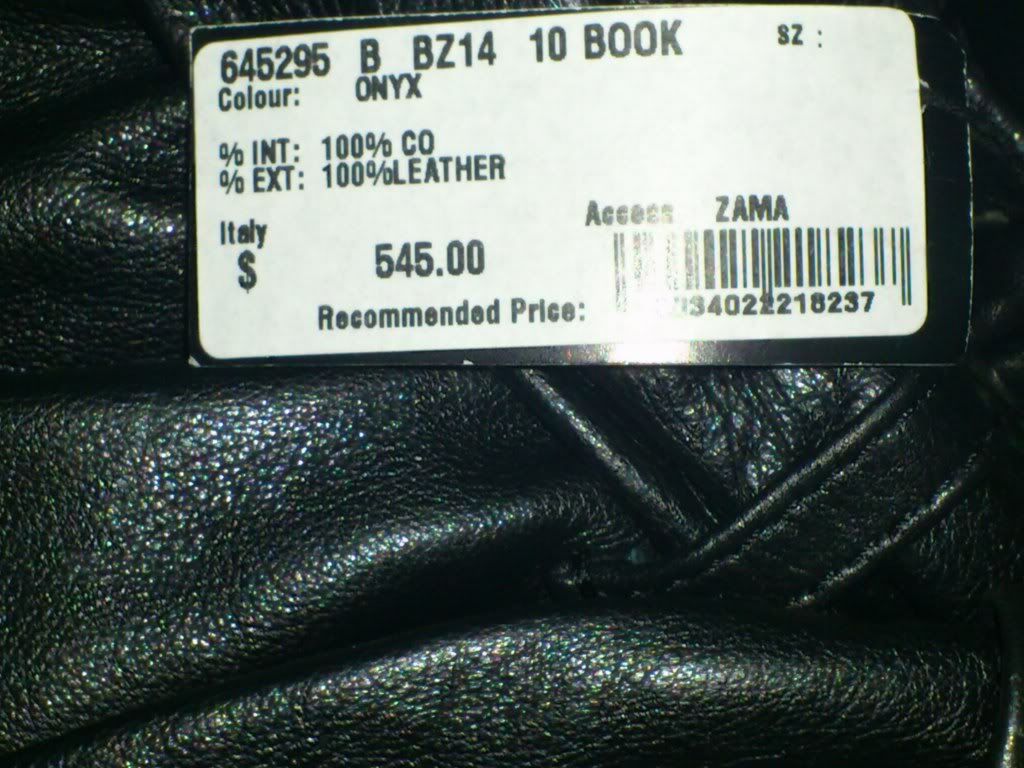 645295 B BZ14 10 BOOK SZ :
Colour: ONYX
% INT: 100% CO
% EXT: 100%LEATHER
Access ZAMA
Italy
$ 545.00
34022218237
Recommended Price: